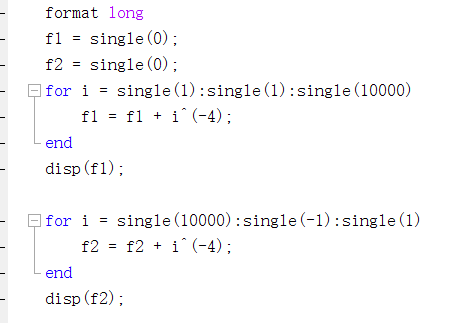 format long
f1 = single(0);
f2 = single(0);
for i = single(1):single(1):single(10000)
    f1 = f1 + i^(-4);
end
disp(f1);

for i = single(10000):single(-1):single(1)
    f2 = f2 + i^(-4);
end
disp(f2);